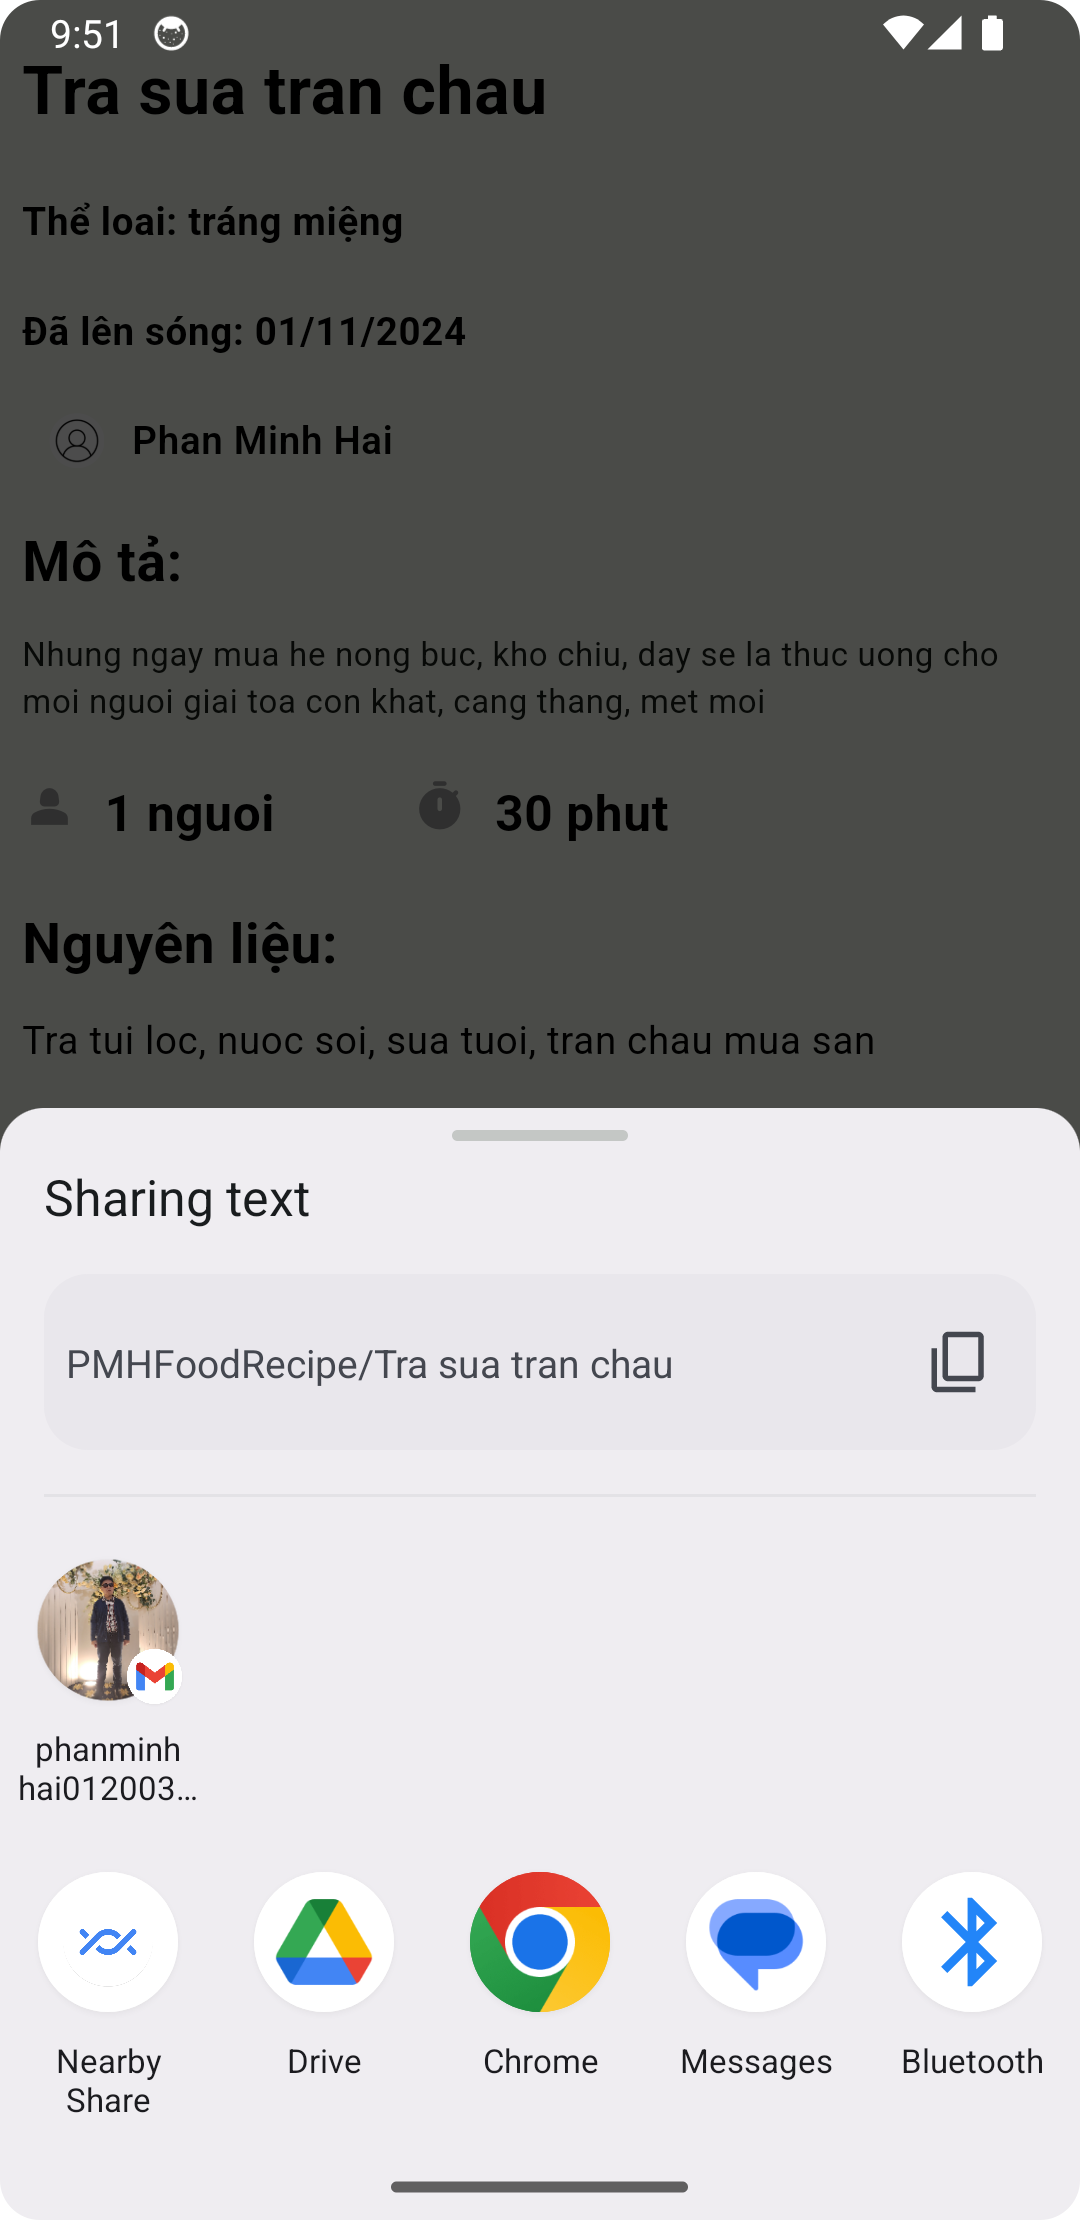 9:51
Tra sua tran chau
Thể loai: tráng miệng
Đã lên sóng: 01/11/2024
Phan Minh Hai
Mô tả:
Nhung ngay mua he nong buc, kho chiu, day se la thuc uong cho
moi nguoi giai toa con khat, cang thang, met moi
1 nguoi 30 phut
Nguyên liệu:
Tra tui loc, nuoc soi, sua tuoi, tran chau mua san
Sharing text
PMHFoodRecipe/Tra sua tran chau
phanminh
hai012003…
Nearby Drive Chrome Messages Bluetooth
Share